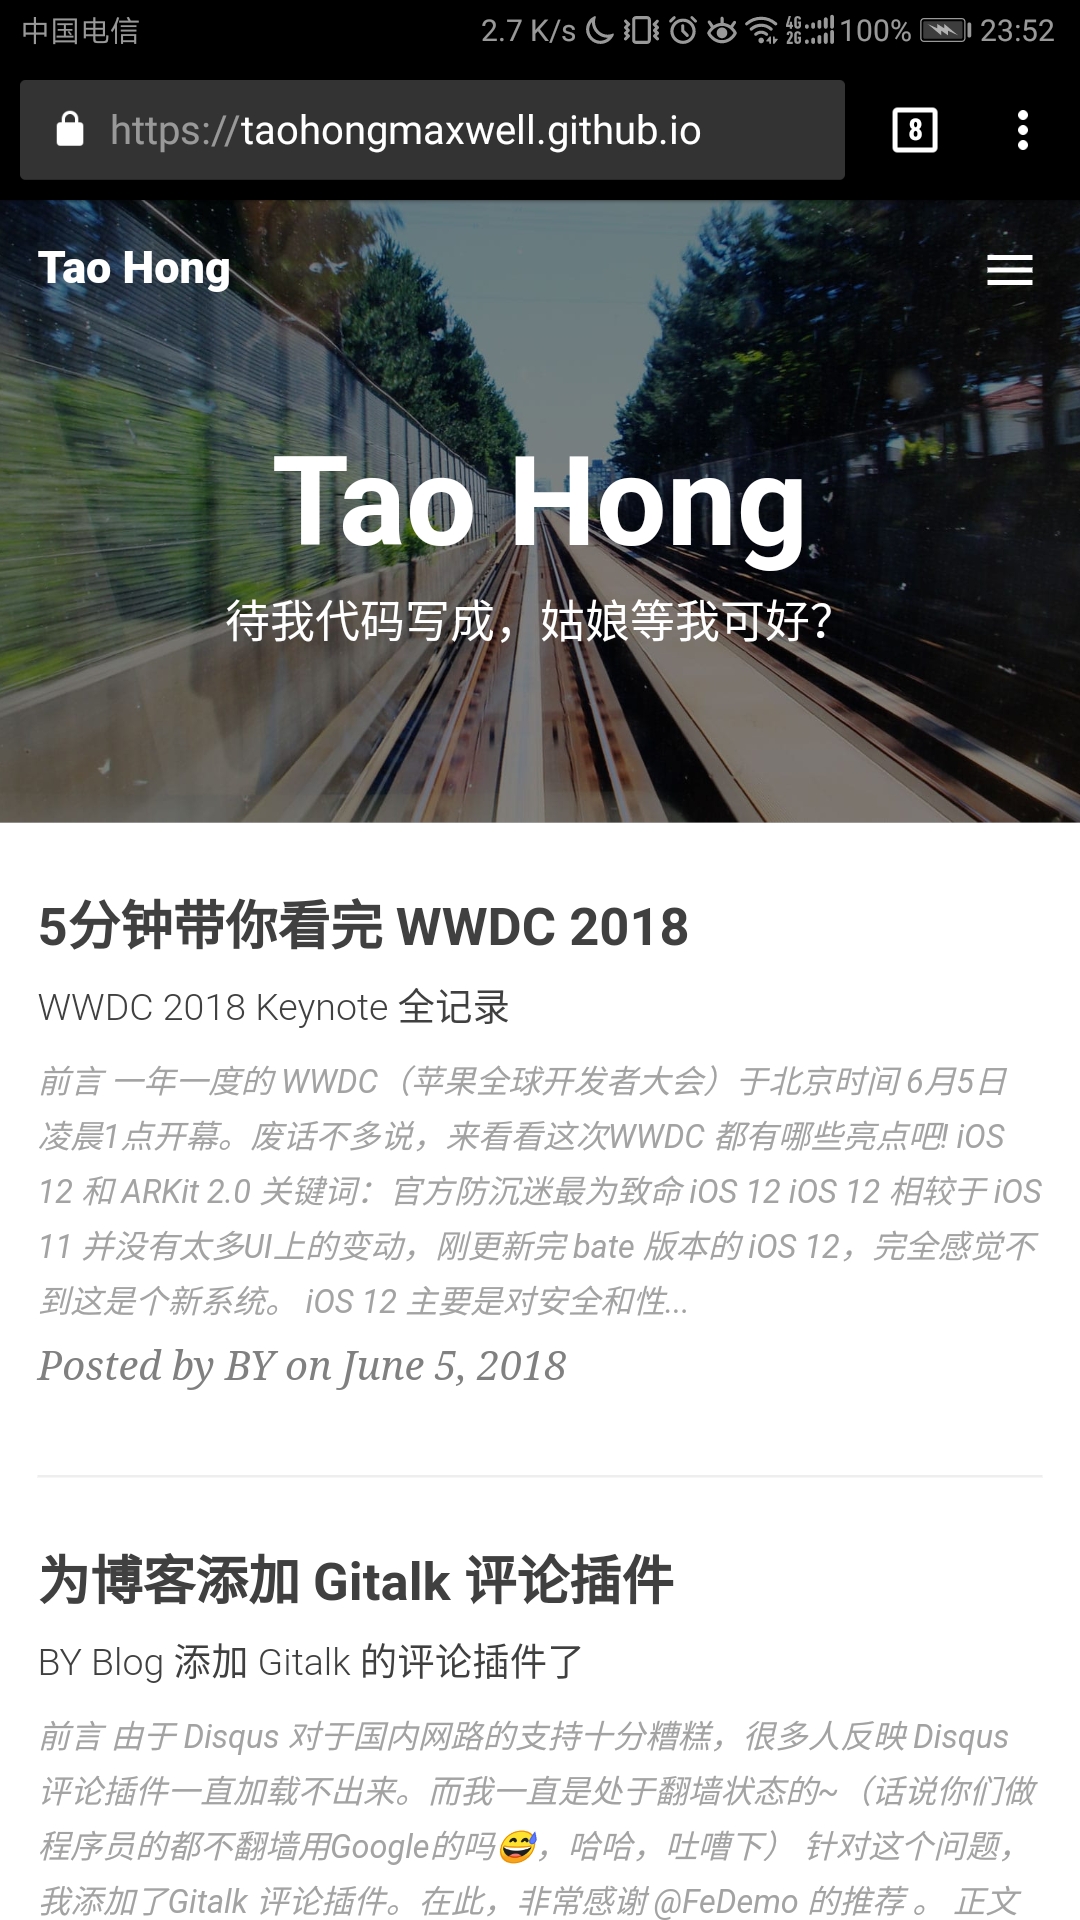 中国电信 2.7 K/s 4G 2G 100% 23:52
https://taohongmaxwell.github.io 8
Tao Hong
Tao Hong
待我代码写成，姑娘等我可好？
5分钟带你看完 WWDC 2018
WWDC 2018 Keynote 全记录
前言 一年一度的 WWDC（苹果全球开发者大会）于北京时间 6月5日
凌晨1点开幕。废话不多说，来看看这次WWDC 都有哪些亮点吧! iOS
12 和 ARKit 2.0 关键词：官方防沉迷最为致命 iOS 12 iOS 12 相较于 iOS
11 并没有太多UI上的变动，刚更新完 bate 版本的 iOS 12，完全感觉不
到这是个新系统。 iOS 12 主要是对安全和性...
Posted by BY on June 5, 2018
为博客添加 Gitalk 评论插件
BY Blog 添加 Gitalk 的评论插件了
前言 由于 Disqus 对于国内网路的支持十分糟糕，很多人反映 Disqus
评论插件一直加载不出来。而我一直是处于翻墙状态的~（话说你们做
程序员的都不翻墙用Google的吗😅，哈哈，吐嘈下） 针对这个问题，
我添加了Gitalk 评论插件。在此，非常感谢 @FeDemo 的推荐 。 正文